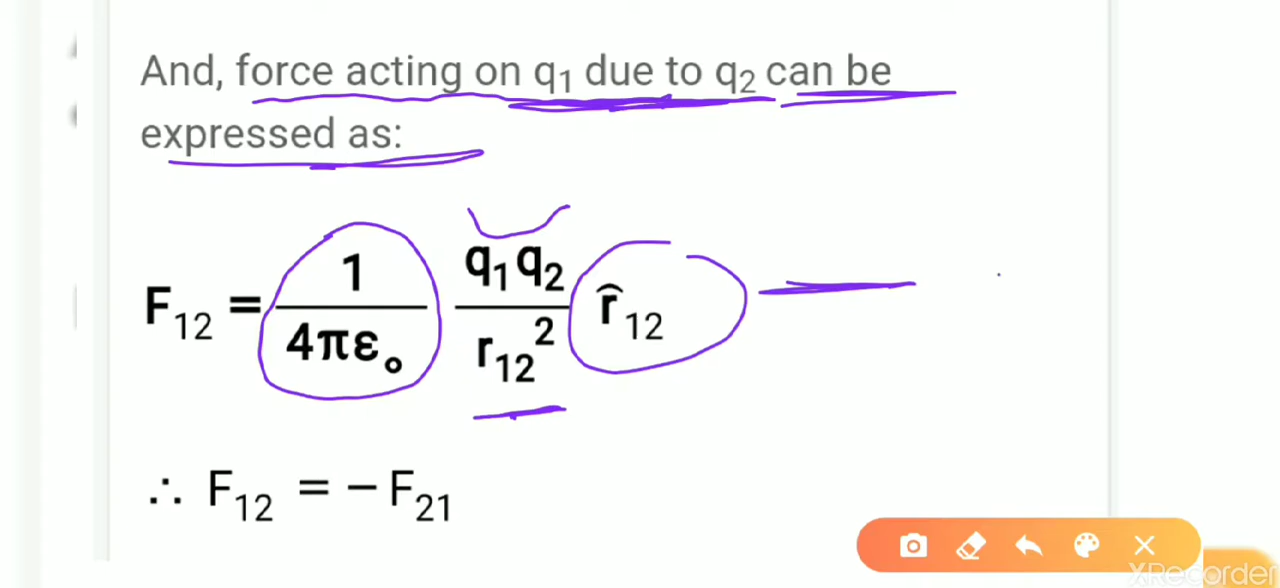 And, force acting on q₁ due to q₂ can be
expressed as:
F₁₂ = 1/4πε₀ q₁q₂/r₁₂² r̂₁₂
∴ F₁₂ = −F₂₁
XRecorder